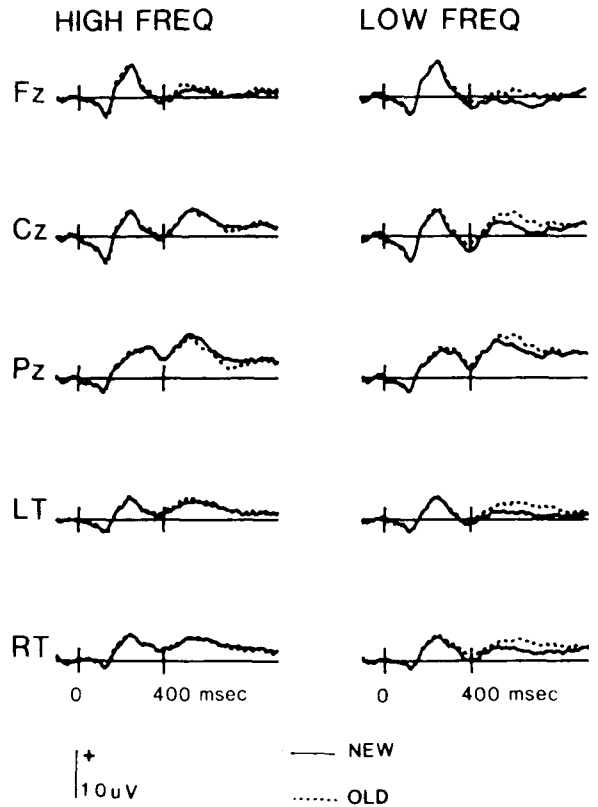 HIGH FREQ LOW FREQ
Fz
Cz
Pz
LT
RT
0 400 msec 0 400 msec
+
10uV
NEW
OLD